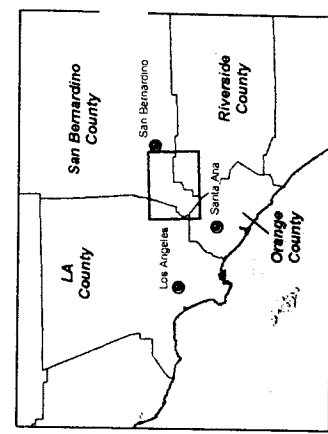 San Bernardino
County
San Bernardino
LA
County
Los Angeles
Riverside
County
Santa Ana
Orange
County